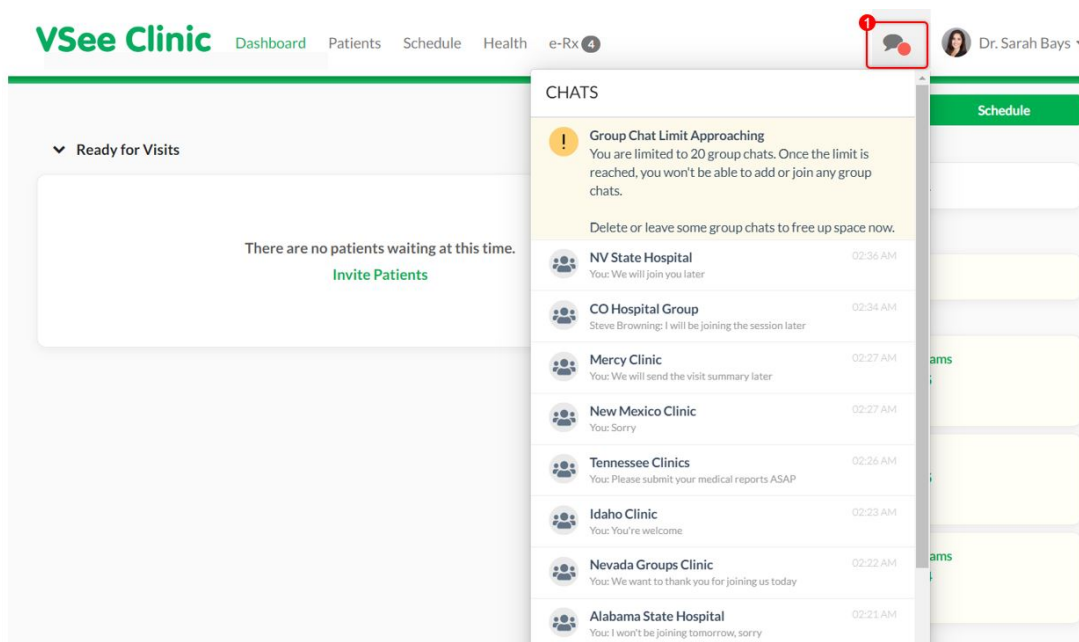 VSee Clinic Dashboard Patients Schedule Health e-Rx 4 1 Dr. Sarah Bays
CHATS
Schedule
Ready for Visits
! Group Chat Limit Approaching
You are limited to 20 group chats. Once the limit is
reached, you won't be able to add or join any group
chats.
Delete or leave some group chats to free up space now.
There are no patients waiting at this time.
Invite Patients
NV State Hospital 02:36 AM
You: We will join you later
CO Hospital Group 02:34 AM
Steve Browning: I will be joining the session later
Mercy Clinic 02:27 AM
You: We will send the visit summary later
New Mexico Clinic 02:27 AM
You: Sorry
Tennessee Clinics 02:26 AM
You: Please submit your medical reports ASAP
Idaho Clinic 02:23 AM
You: You're welcome
Nevada Groups Clinic 02:22 AM
You: We want to thank you for joining us today
Alabama State Hospital 02:21 AM
You: I won't be joining tomorrow, sorry
ams
ams